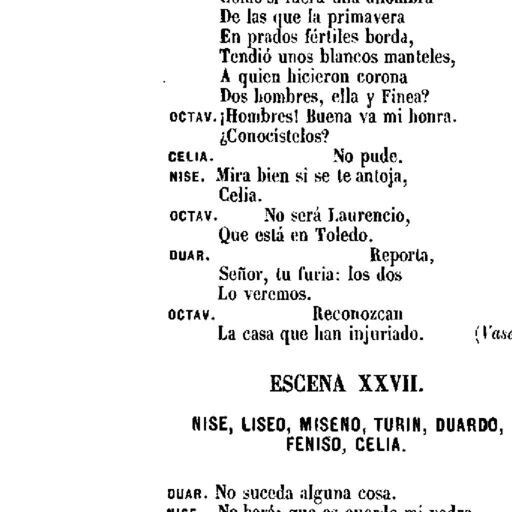 De las que la primavera
En prados fértiles borda,
Tendió unos blancos manteles,
A quien hicieron corona
Dos hombres, ella y Finea?
OCTAV. ¡Hombres! Buena va mi honra.
¿Conocístelos?
CELIA. No pude.
NISE. Mira bien si se te antoja,
Celia.
OCTAV. No será Laurencio,
Que está en Toledo.
DUAR. Reporta,
Señor, tu furia: los dos
Lo veremos.
OCTAV. Reconozcan
La casa que han injuriado. (Vase
ESCENA XXVII.
NISE, LISEO, MISENO, TURIN, DUARDO,
FENISO, CELIA.
DUAR. No suceda alguna cosa.